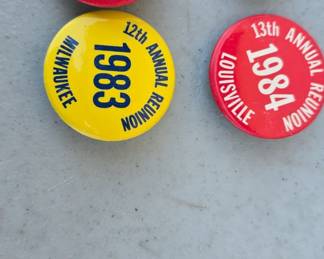 12th ANNUAL REUNION
1983
MILWAUKEE
13th ANNUAL REUNION
1984
LOUISVILLE